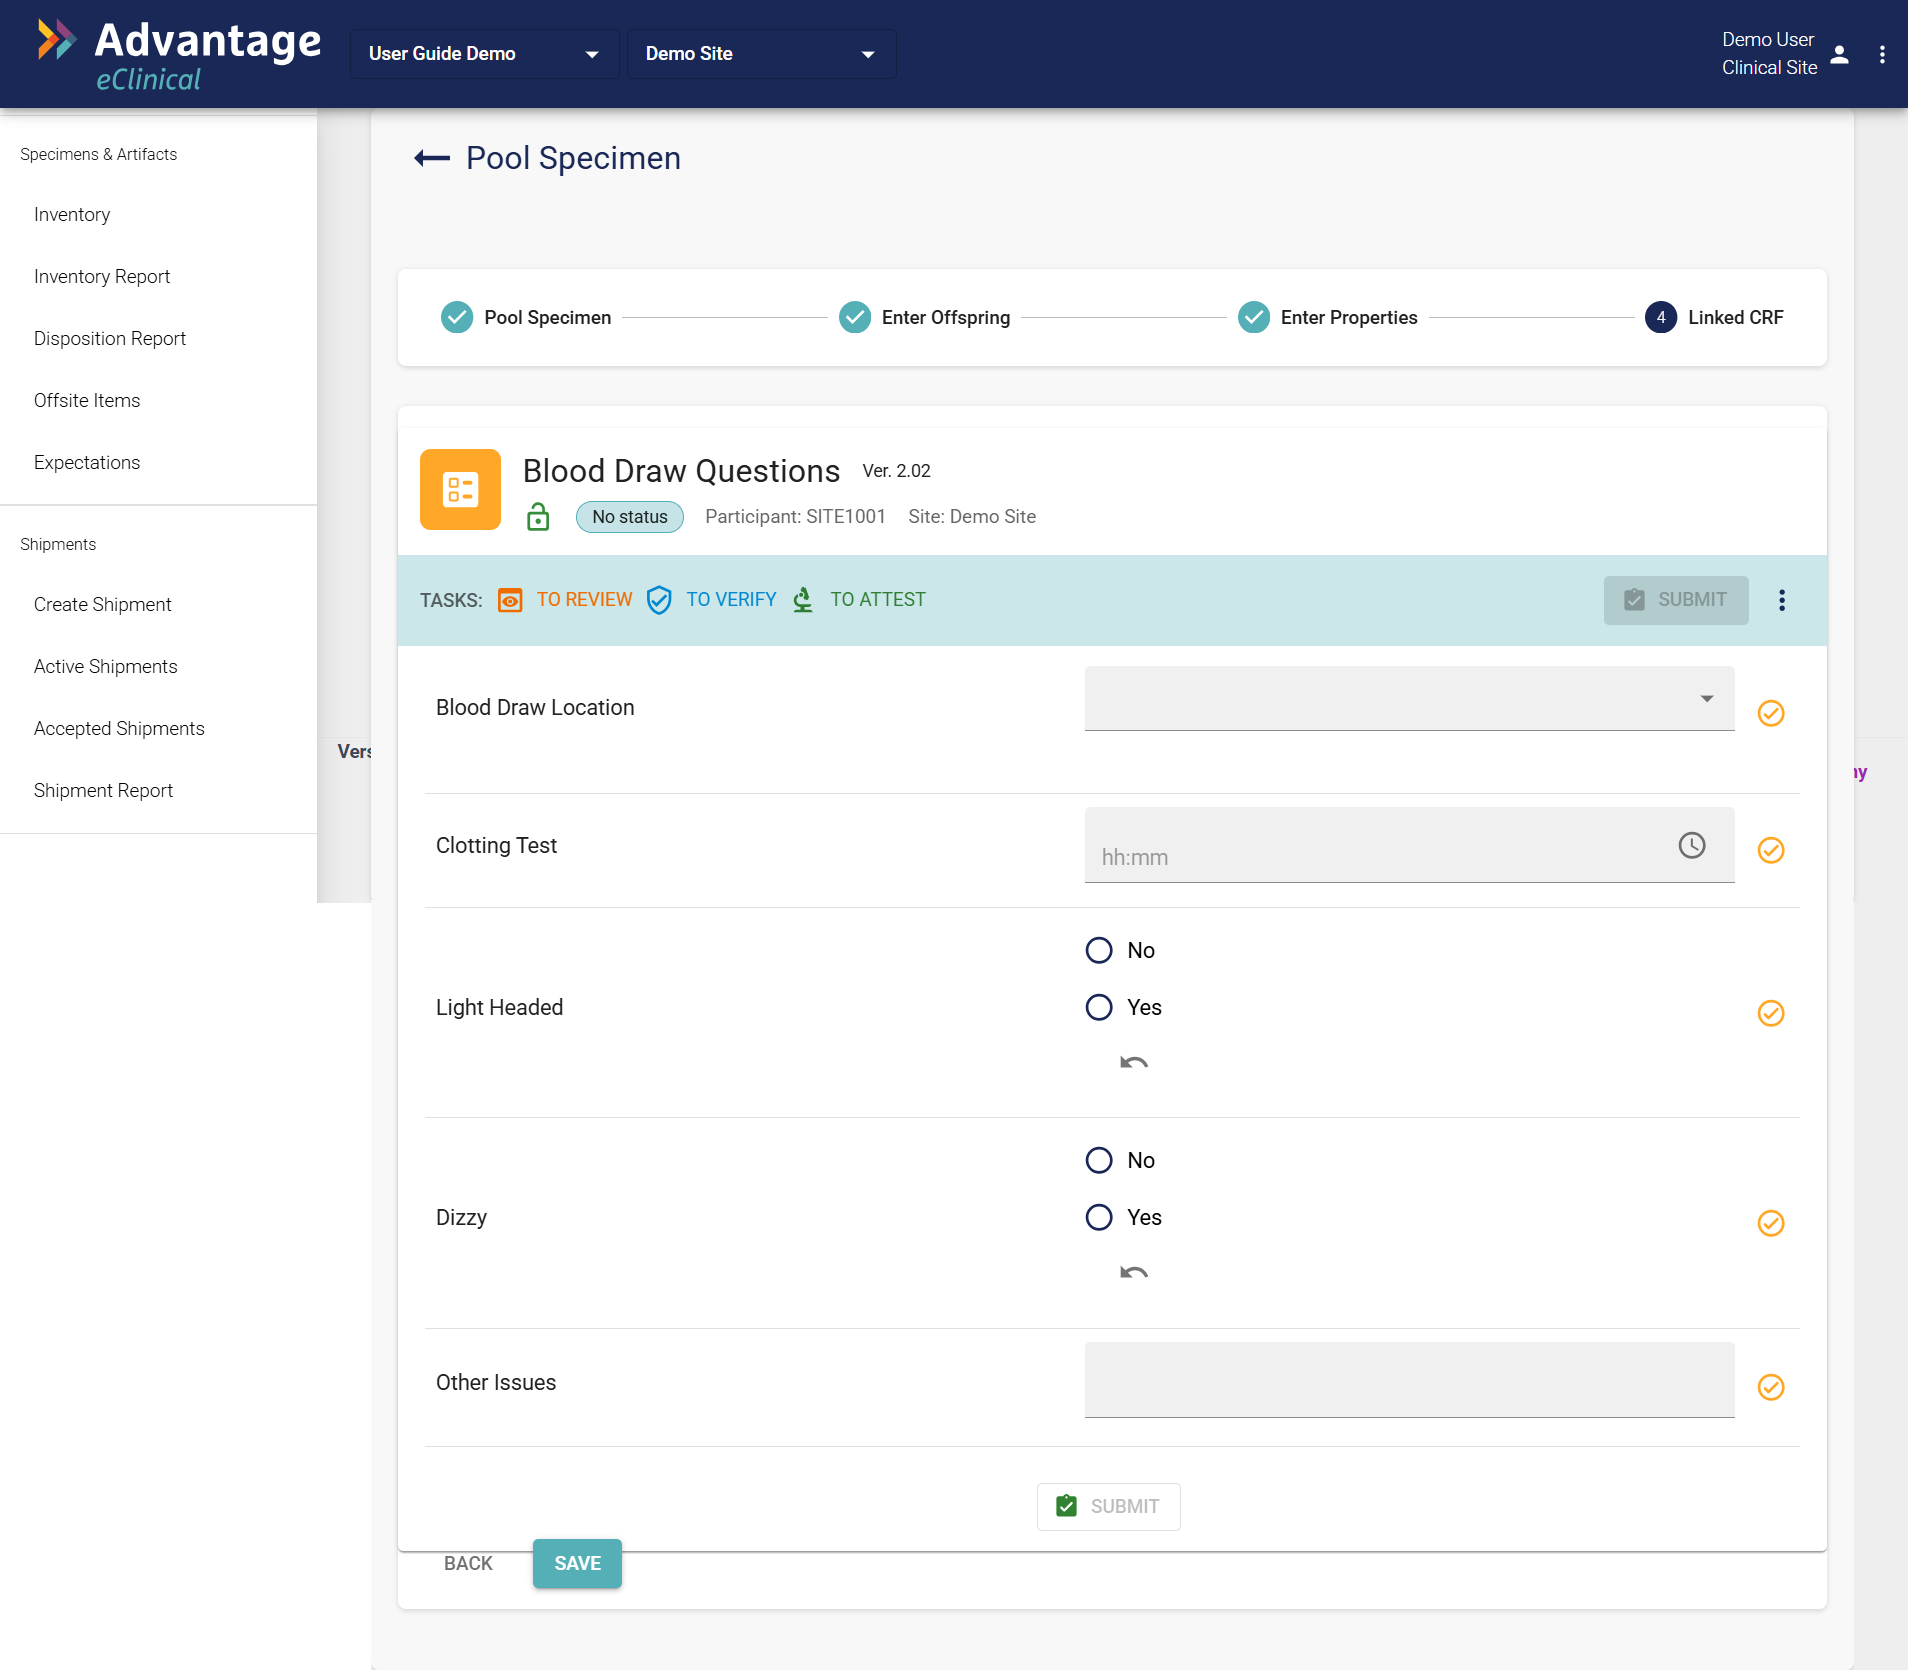 Advantage
eClinical
User Guide Demo
Demo Site
Demo User
Clinical Site
Specimens & Artifacts
Inventory
Inventory Report
Disposition Report
Offsite Items
Expectations
Shipments
Create Shipment
Active Shipments
Accepted Shipments
Shipment Report
Pool Specimen
Pool Specimen
Enter Offspring
Enter Properties
4 Linked CRF
Blood Draw Questions Ver. 2.02
No status Participant: SITE1001 Site: Demo Site
TASKS: TO REVIEW TO VERIFY TO ATTEST SUBMIT
Blood Draw Location
Clotting Test hh:mm
No
Light Headed Yes
No
Dizzy Yes
Other Issues
SUBMIT
BACK SAVE